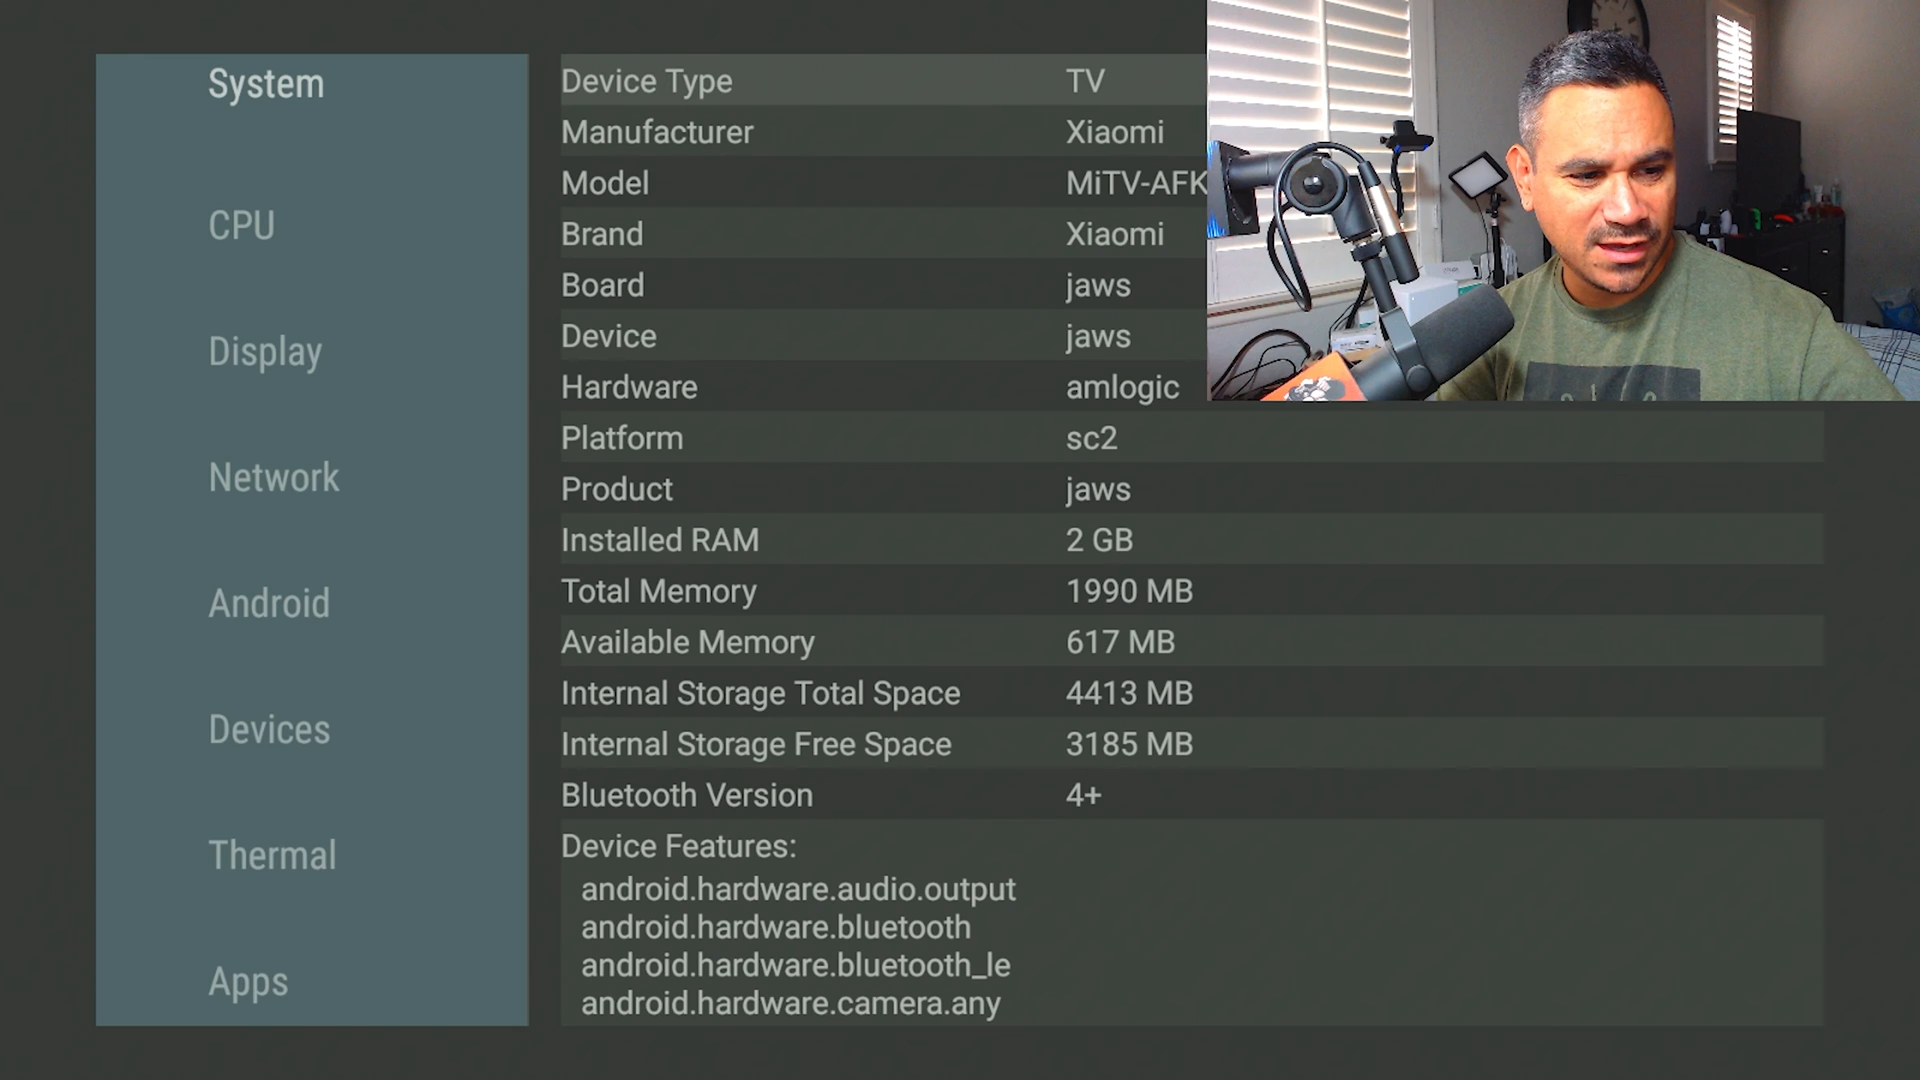 System
CPU
Display
Network
Android
Devices
Thermal
Apps
Device Type TV
Manufacturer Xiaomi
Model MiTV-AFK
Brand Xiaomi
Board jaws
Device jaws
Hardware amlogic
Platform sc2
Product jaws
Installed RAM 2 GB
Total Memory 1990 MB
Available Memory 617 MB
Internal Storage Total Space 4413 MB
Internal Storage Free Space 3185 MB
Bluetooth Version 4+
Device Features:
android.hardware.audio.output
android.hardware.bluetooth
android.hardware.bluetooth_le
android.hardware.camera.any